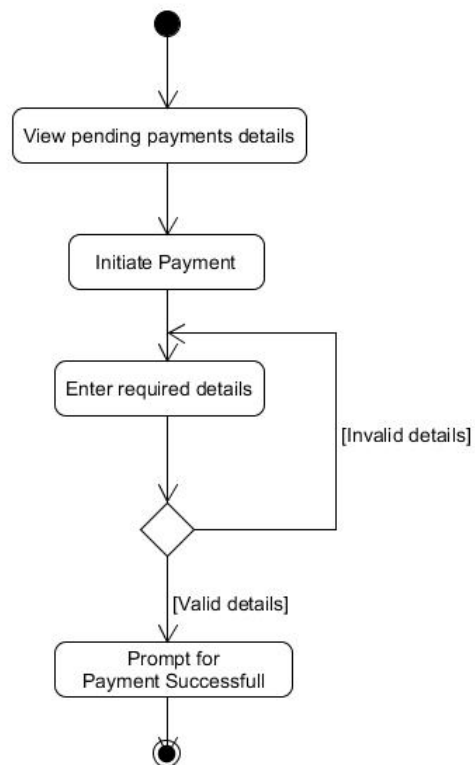 View pending payments details
Initiate Payment
Enter required details
[Invalid details]
[Valid details]
Prompt for
Payment Successfull